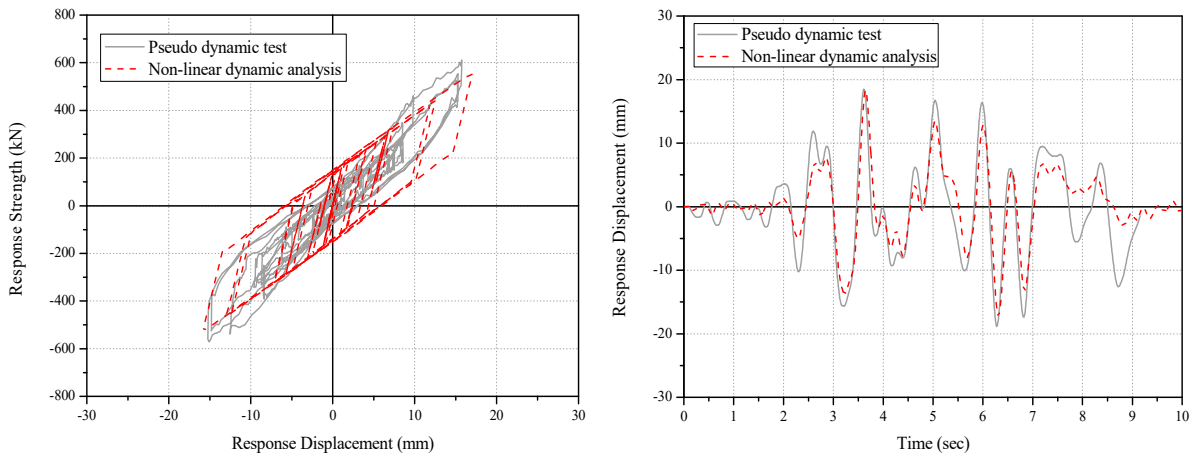 800
600
400
200
0
-200
-400
-600
-800
Response Strength (kN)
Pseudo dynamic test
Non-linear dynamic analysis
-30 -20 -10 0 10 20 30
Response Displacement (mm)
30
20
10
0
-10
-20
-30
Response Displacement (mm)
Pseudo dynamic test
Non-linear dynamic analysis
0 1 2 3 4 5 6 7 8 9 10
Time (sec)